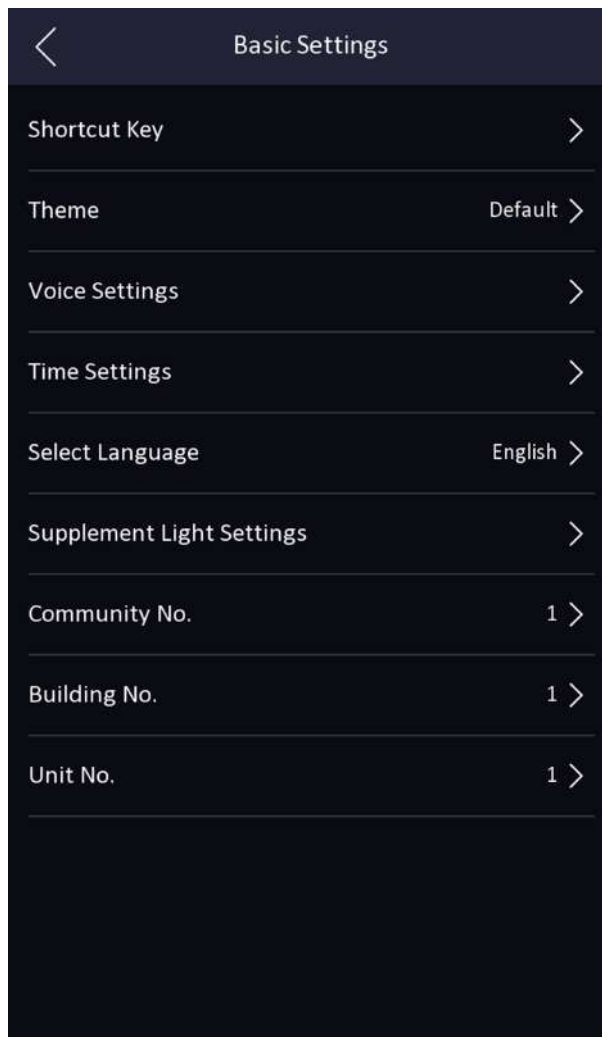 Basic Settings
Shortcut Key
Theme Default
Voice Settings
Time Settings
Select Language English
Supplement Light Settings
Community No. 1
Building No. 1
Unit No. 1